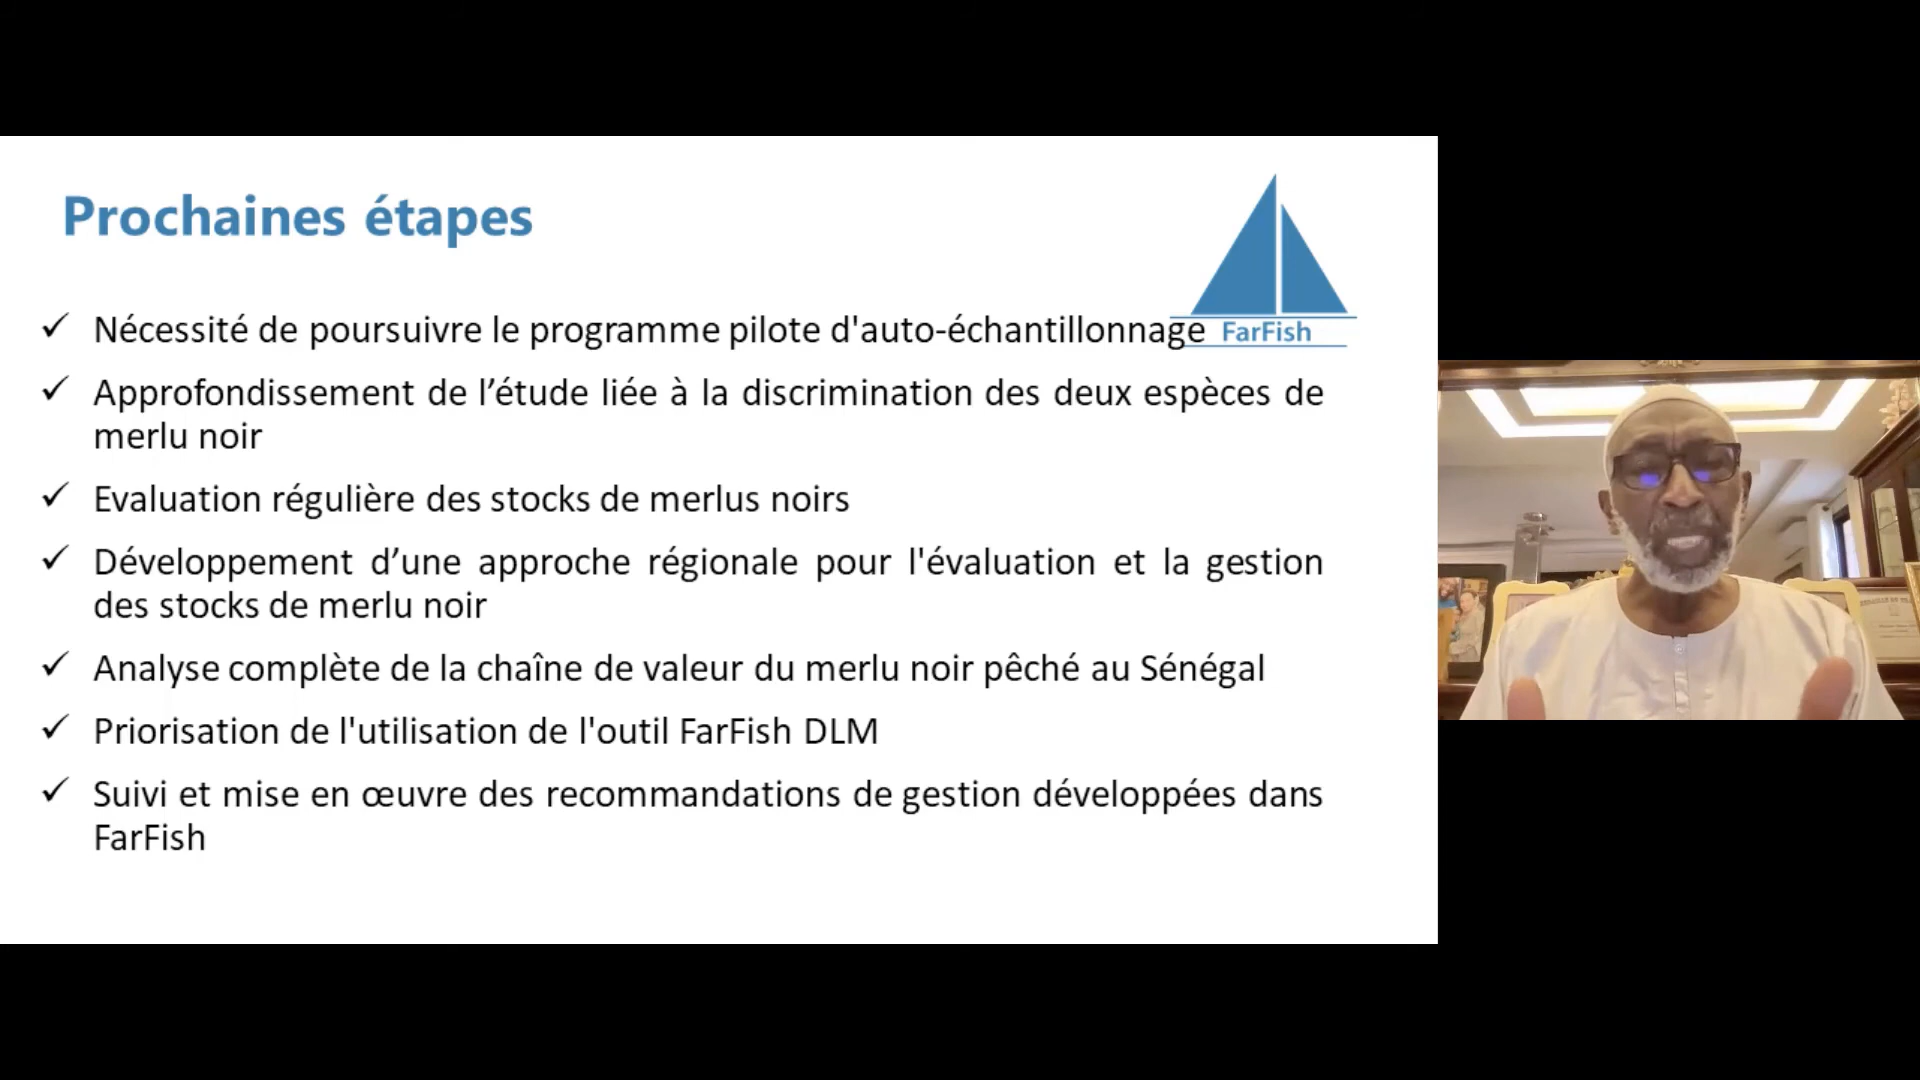 Prochaines étapes
✓ Nécessité de poursuivre le programme pilote d'auto-échantillonnage
FarFish
✓ Approfondissement de l’étude liée à la discrimination des deux espèces de
merlu noir
✓ Evaluation régulière des stocks de merlus noirs
✓ Développement d’une approche régionale pour l'évaluation et la gestion
des stocks de merlu noir
✓ Analyse complète de la chaîne de valeur du merlu noir pêché au Sénégal
✓ Priorisation de l'utilisation de l'outil FarFish DLM
✓ Suivi et mise en œuvre des recommandations de gestion développées dans
FarFish